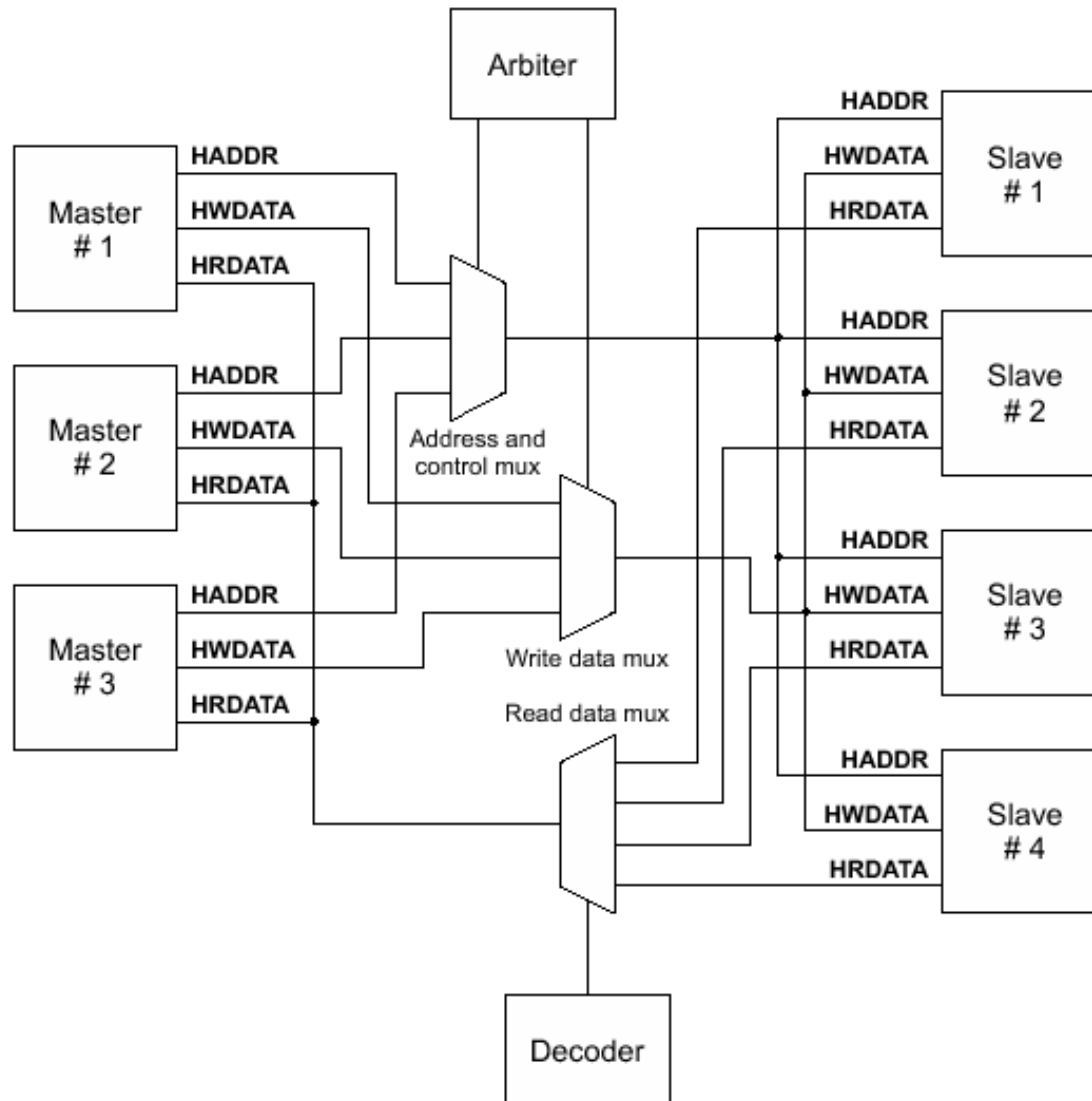 Arbiter
HADDR
HWDATA
HRDATA
Master
# 1
HADDR
HWDATA
HRDATA
Slave
# 1
HADDR
HWDATA
HRDATA
Master
# 2
Address and
control mux
HADDR
HWDATA
HRDATA
Slave
# 2
HADDR
HWDATA
HRDATA
Master
# 3
Write data mux
Read data mux
HADDR
HWDATA
HRDATA
Slave
# 3
HADDR
HWDATA
HRDATA
Slave
# 4
Decoder